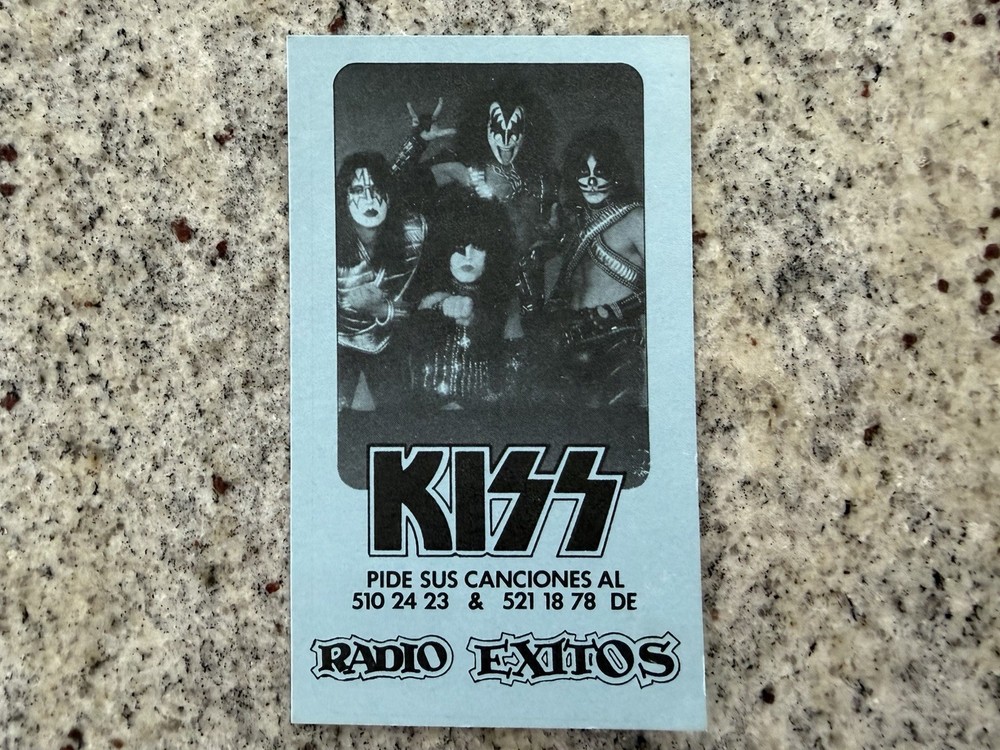 KISS
PIDE SUS CANCIONES AL
510 24 23 & 521 18 78 DE
RADIO EXITOS